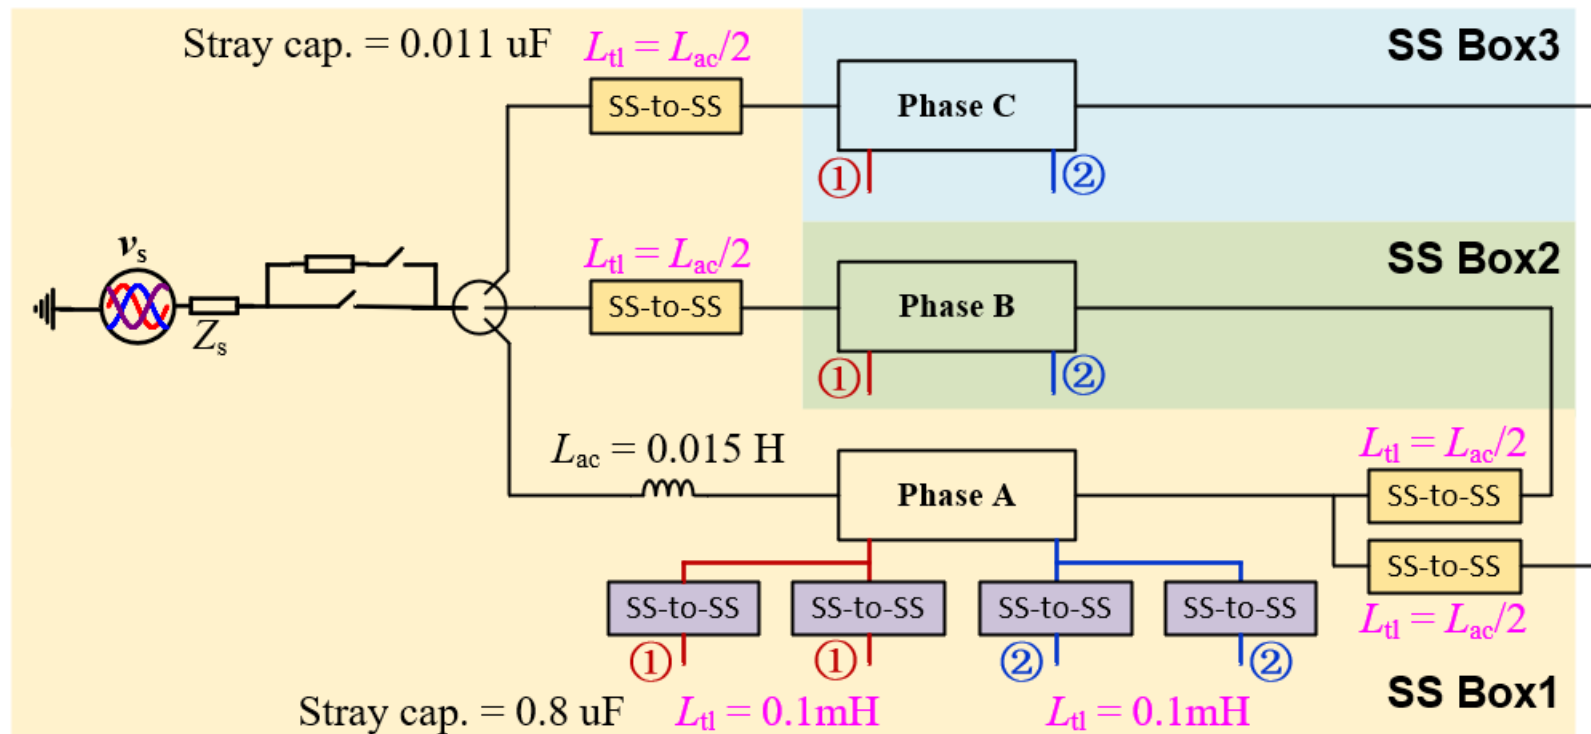 Stray cap. = 0.011 uF
Ltl = Lac/2
SS Box3
SS-to-SS
Phase C
①
②
vs
Zs
Ltl = Lac/2
SS Box2
SS-to-SS
Phase B
①
②
Lac = 0.015 H
Phase A
Ltl = Lac/2
SS-to-SS
SS-to-SS
Ltl = Lac/2
SS-to-SS
SS-to-SS
SS-to-SS
SS-to-SS
①
①
②
②
Stray cap. = 0.8 uF
Ltl = 0.1mH
Ltl = 0.1mH
SS Box1